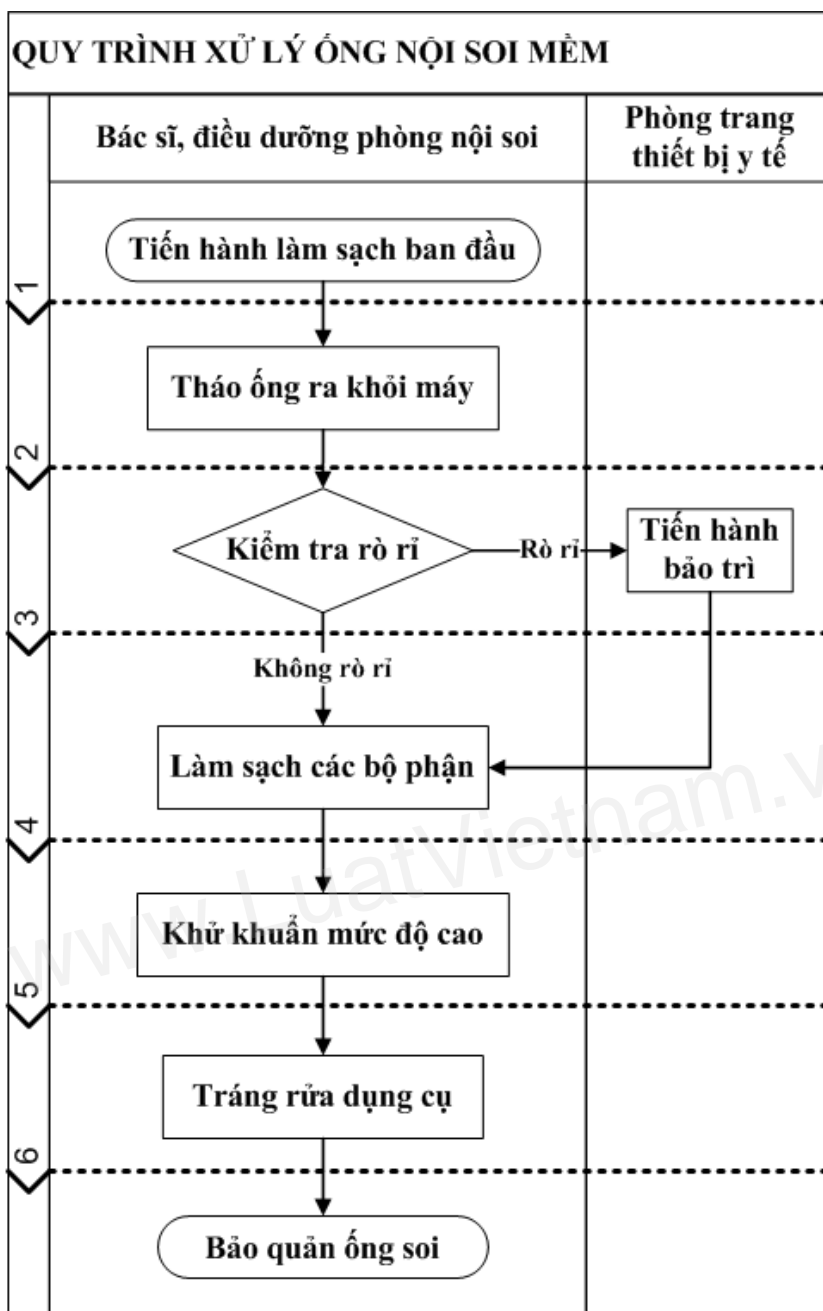 QUY TRÌNH XỬ LÝ ỐNG NỘI SOI MỀM
Bác sĩ, điều dưỡng phòng nội soi
Phòng trang
thiết bị y tế
Tiến hành làm sạch ban đầu
1
Tháo ống ra khỏi máy
2
Kiểm tra rò rỉ
Rò rỉ
Tiến hành
bảo trì
3
Không rò rỉ
Làm sạch các bộ phận
4
Khử khuẩn mức độ cao
5
Tráng rửa dụng cụ
6
Bảo quản ống soi
www.LuatVietnam.v